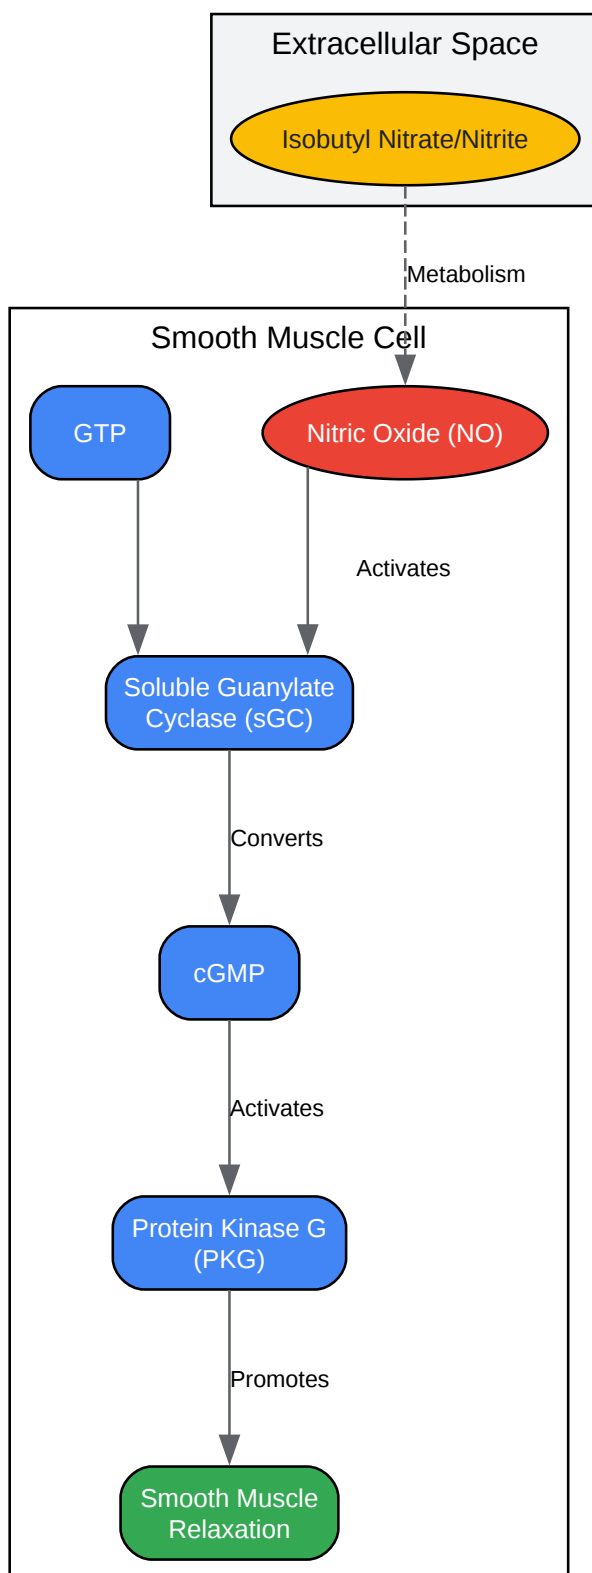 Extracellular Space
Isobutyl Nitrate/Nitrite
Metabolism
Smooth Muscle Cell
GTP
Nitric Oxide (NO)
Activates
Soluble Guanylate
Cyclase (sGC)
Converts
cGMP
Activates
Protein Kinase G
(PKG)
Promotes
Smooth Muscle
Relaxation